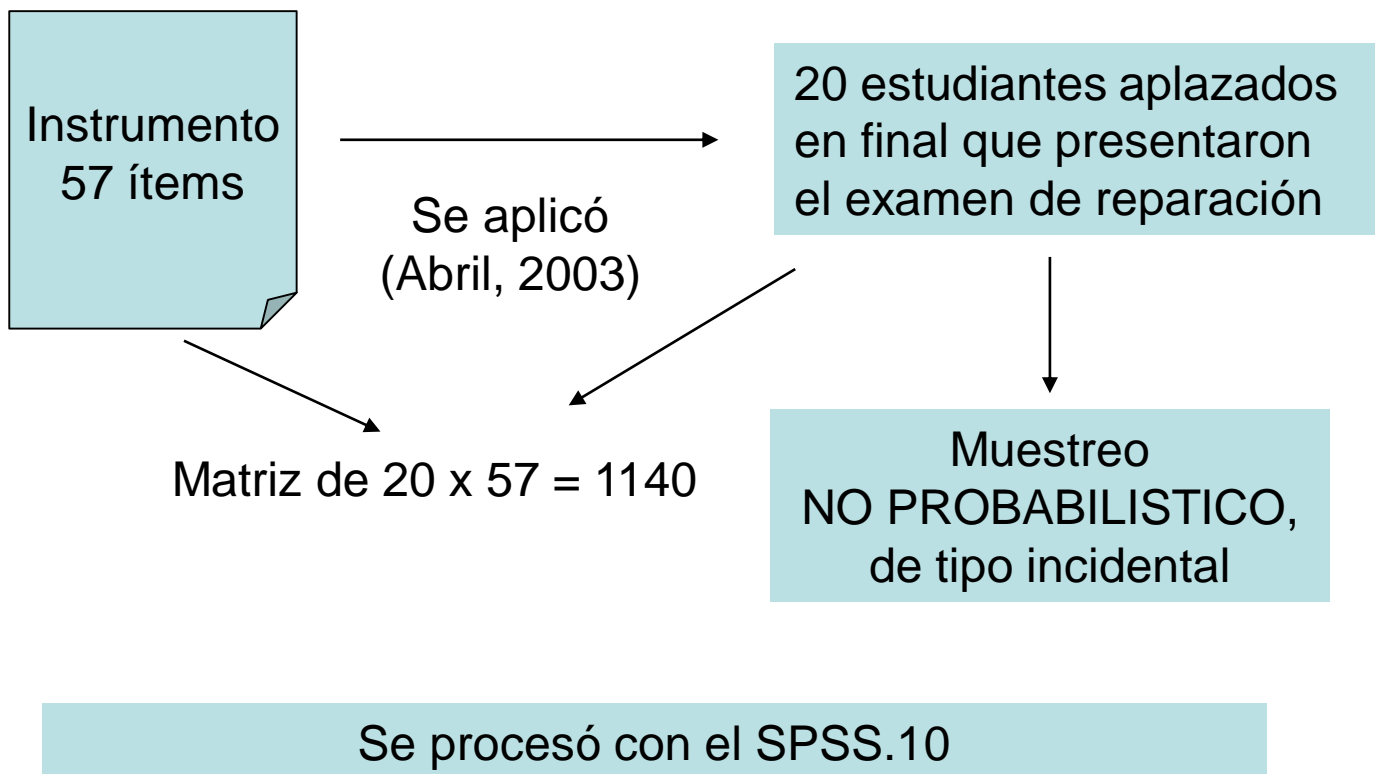 Instrumento
57 ítems
Se aplicó
(Abril, 2003)
20 estudiantes aplazados
en final que presentaron
el examen de reparación
Matriz de 20 x 57 = 1140
Muestreo
NO PROBABILISTICO,
de tipo incidental
Se procesó con el SPSS.10